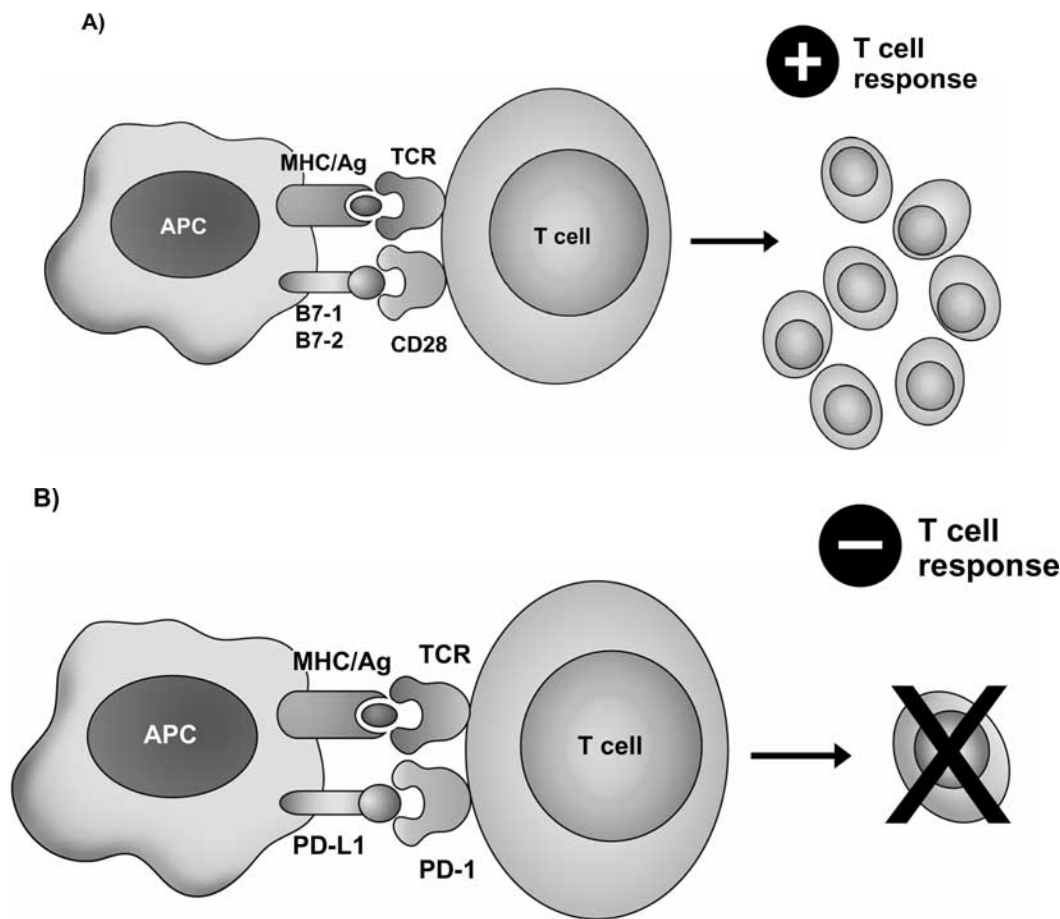 A)
T cell
response
MHC/Ag
TCR
APC
T cell
B7-1
B7-2
CD28
B)
T cell
response
MHC/Ag
TCR
APC
T cell
PD-L1
PD-1